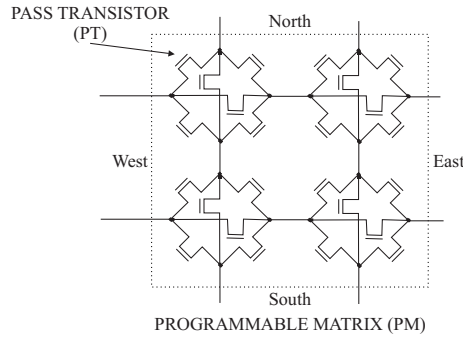 PASS TRANSISTOR
(PT)
North
West
East
South
PROGRAMMABLE MATRIX (PM)